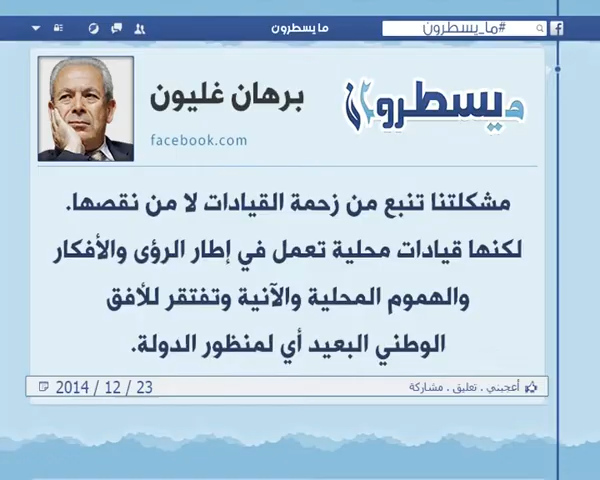 ما يسطرون
#ما_يسطرون
برهان غليون
facebook.com
ما يسطرون
مشكلتنا تنبع من زحمة القيادات لا من نقصها.
لكنها قيادات محلية تعمل في إطار الرؤى والأفكار
والهموم المحلية والآنية وتفتقر للأفق
الوطني البعيد أي لمنظور الدولة.
أعجبني . تعليق . مشاركة
2014 / 12 / 23